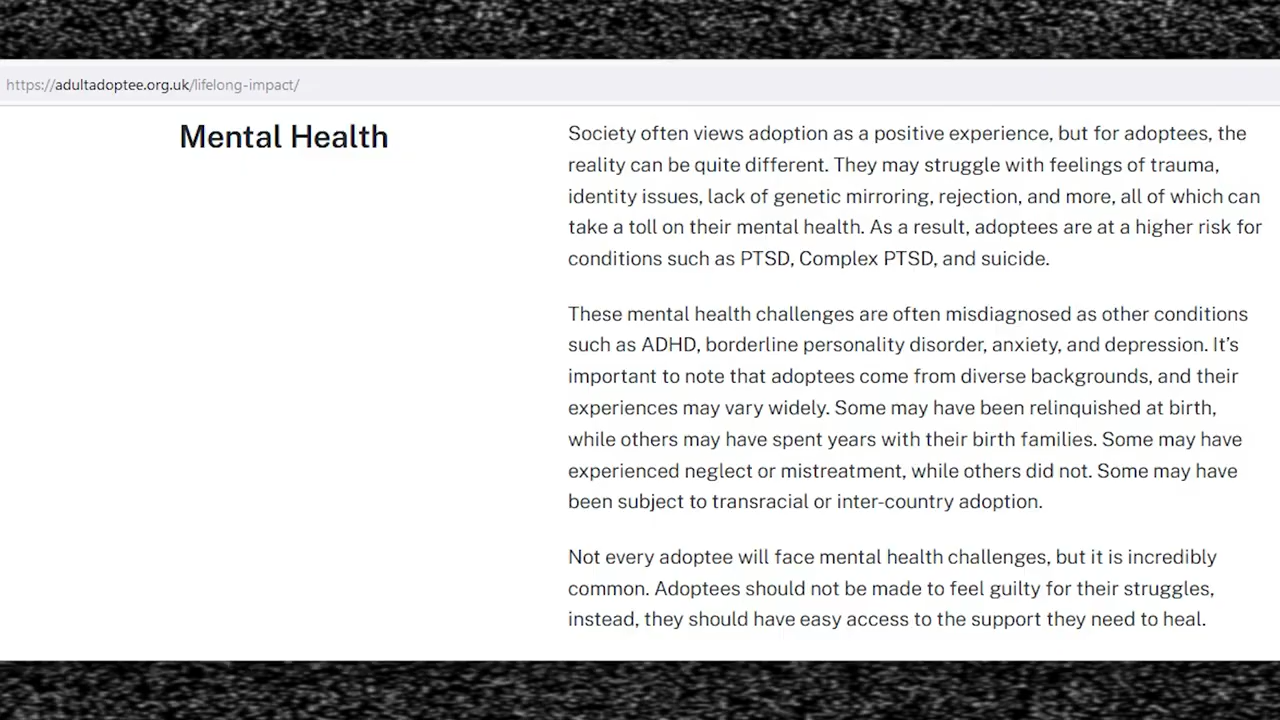 https://adultadoptee.org.uk/lifelong-impact/
Mental Health
Society often views adoption as a positive experience, but for adoptees, the
reality can be quite different. They may struggle with feelings of trauma,
identity issues, lack of genetic mirroring, rejection, and more, all of which can
take a toll on their mental health. As a result, adoptees are at a higher risk for
conditions such as PTSD, Complex PTSD, and suicide.
These mental health challenges are often misdiagnosed as other conditions
such as ADHD, borderline personality disorder, anxiety, and depression. It’s
important to note that adoptees come from diverse backgrounds, and their
experiences may vary widely. Some may have been relinquished at birth,
while others may have spent years with their birth families. Some may have
experienced neglect or mistreatment, while others did not. Some may have
been subject to transracial or inter-country adoption.
Not every adoptee will face mental health challenges, but it is incredibly
common. Adoptees should not be made to feel guilty for their struggles,
instead, they should have easy access to the support they need to heal.